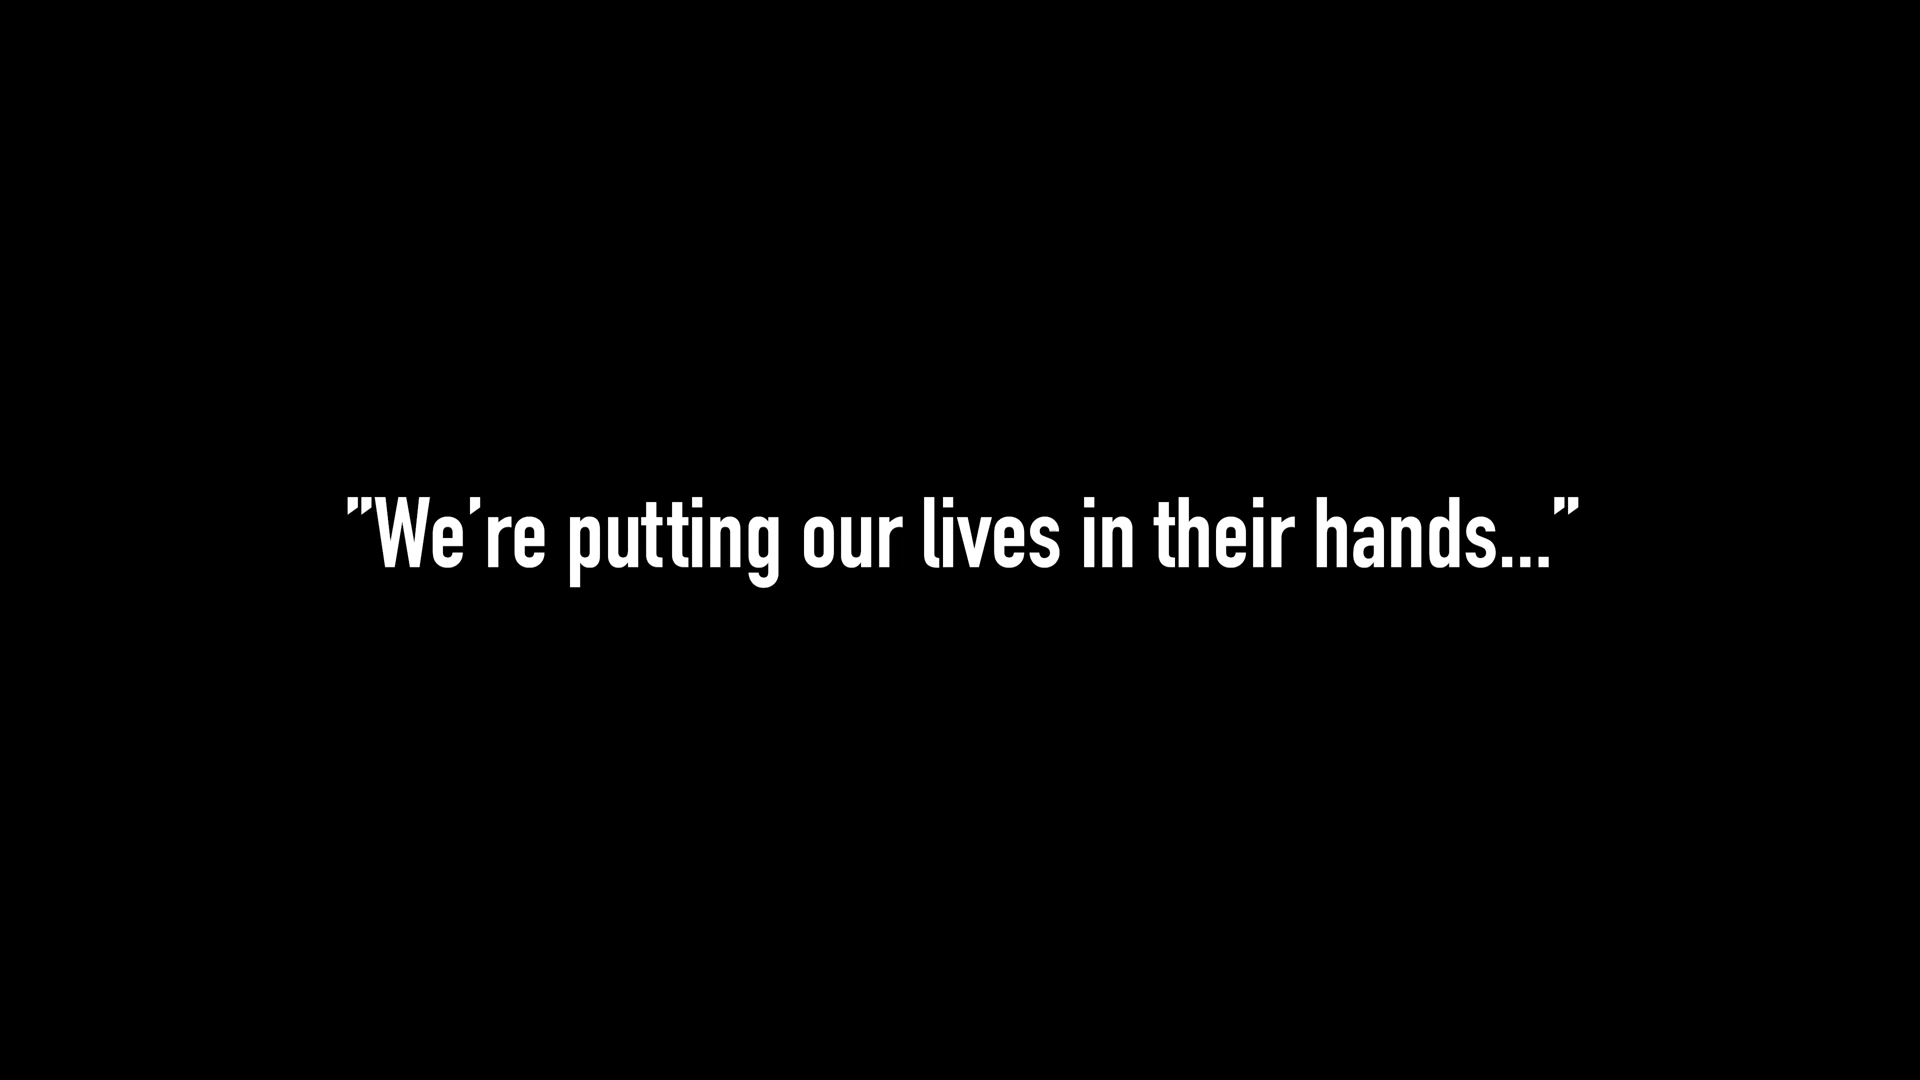 ”We’re putting our lives in their hands...”